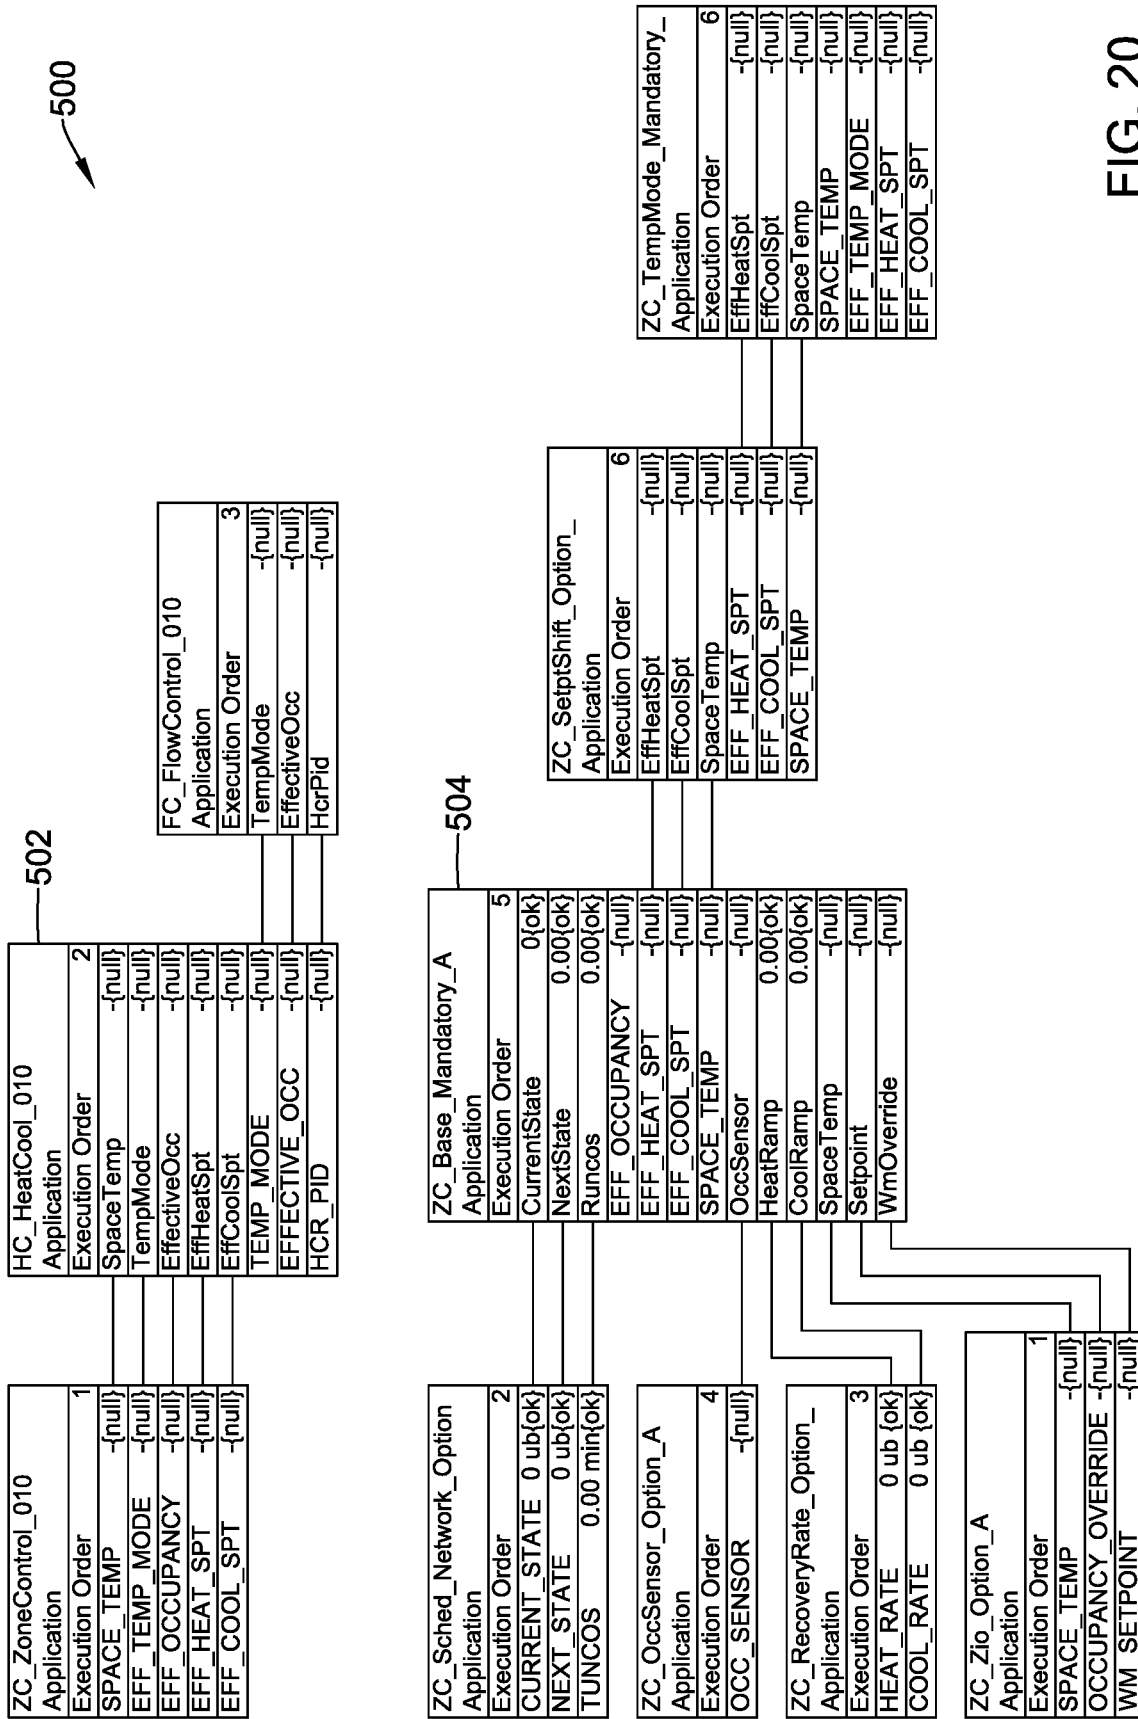 500
502
ZC_ZoneControl_010
Application
Execution Order 1
SPACE_TEMP -{null}
EFF_TEMP_MODE -{null}
EFF_OCCUPANCY -{null}
EFF_HEAT_SPT -{null}
EFF_COOL_SPT -{null}
HC_HeatCool_010
Application
Execution Order 2
SpaceTemp -{null}
TempMode -{null}
EffectiveOcc -{null}
EffHeatSpt -{null}
EffCoolSpt -{null}
TEMP_MODE -{null}
EFFECTIVE_OCC -{null}
HCR_PID -{null}
FC_FlowControl_010
Application
Execution Order 3
TempMode -{null}
EffectiveOcc -{null}
HcrPid -{null}
504
ZC_Sched_Network_Option
Application
Execution Order 2
CURRENT_STATE 0 ub{ok}
NEXT_STATE 0 ub{ok}
TUNCOS 0.00 min{ok}
ZC_OccSensor_Option_A
Application
Execution Order 4
OCC_SENSOR -{null}
ZC_RecoveryRate_Option_
Application
Execution Order 3
HEAT_RATE 0 ub {ok}
COOL_RATE 0 ub {ok}
ZC_Zio_Option_A
Application
Execution Order 1
SPACE_TEMP -{null}
OCCUPANCY_OVERRIDE -{null}
WM_SETPOINT -{null}
ZC_Base_Mandatory_A
Application
Execution Order 5
CurrentState 0{ok}
NextState 0.00{ok}
Runcos 0.00{ok}
EFF_OCCUPANCY -{null}
EFF_HEAT_SPT -{null}
EFF_COOL_SPT -{null}
SPACE_TEMP -{null}
OccSensor -{null}
HeatRamp 0.00{ok}
CoolRamp 0.00{ok}
SpaceTemp -{null}
Setpoint -{null}
WmOverride -{null}
ZC_SetptShift_Option_
Application
Execution Order 6
EffHeatSpt -{null}
EffCoolSpt -{null}
SpaceTemp -{null}
EFF_HEAT_SPT -{null}
EFF_COOL_SPT -{null}
SPACE_TEMP -{null}
ZC_TempMode_Mandatory_
Application
Execution Order 6
EffHeatSpt -{null}
EffCoolSpt -{null}
SpaceTemp -{null}
SPACE_TEMP -{null}
EFF_TEMP_MODE -{null}
EFF_HEAT_SPT -{null}
EFF_COOL_SPT -{null}
FIG. 20